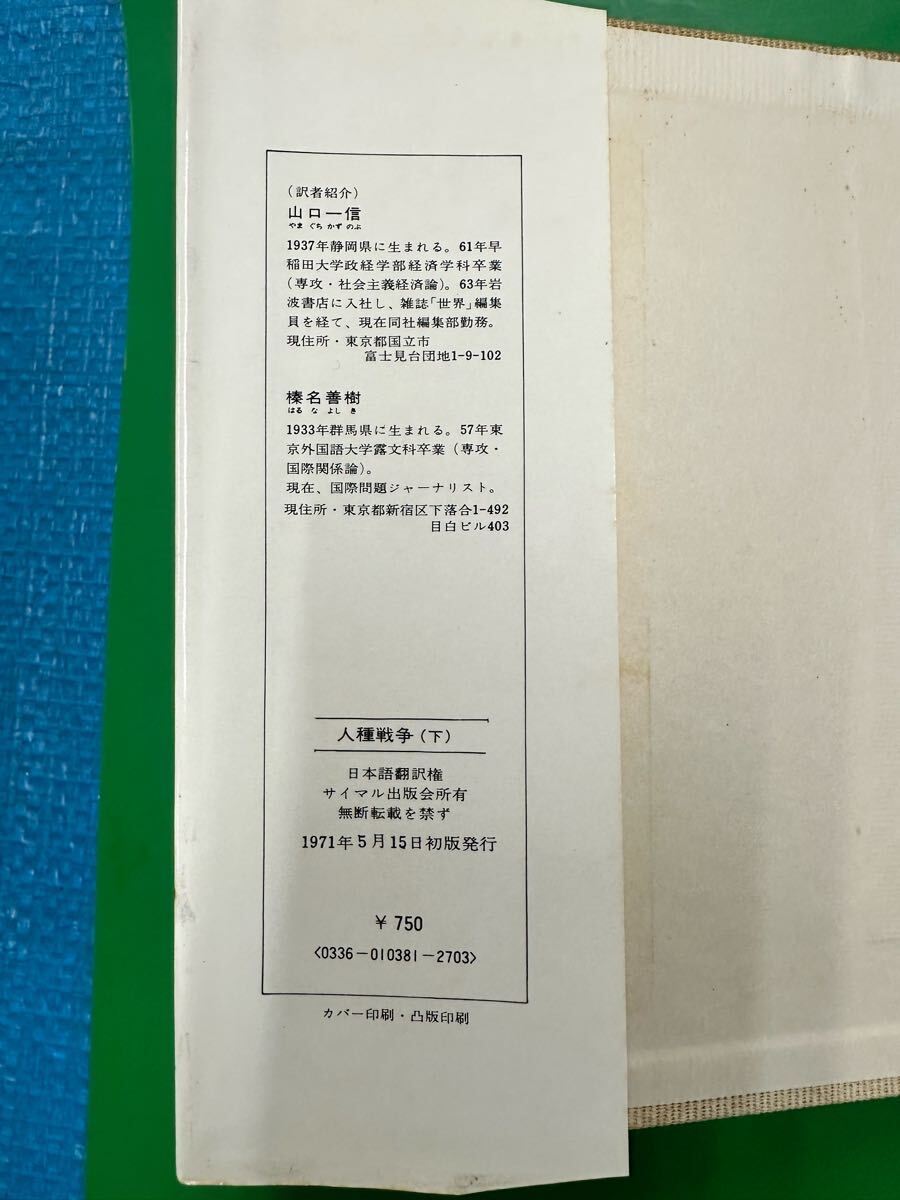 （訳者紹介）
山口一信
やま ぐち かず のぶ
1937年静岡県に生まれる。61年早
稲田大学政経学部経済学科卒業
（専攻・社会主義経済論）。63年岩
波書店に入社し、雑誌「世界」編集
員を経て、現在同社編集部勤務。
現住所・東京都国立市
富士見台団地1-9-102
榛名善樹
はる な よし き
1933年群馬県に生まれる。57年東
京外国語大学露文科卒業（専攻・
国際関係論）。
現在、国際問題ジャーナリスト。
現住所・東京都新宿区下落合1-492
目白ビル403
人種戦争（下）
日本語翻訳権
サイマル出版会所有
無断転載を禁ず
1971年5月15日初版発行
¥750
<0336-010381-2703>
カバー印刷・凸版印刷